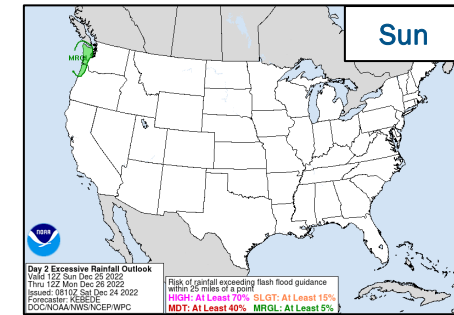 Sun
MRGL
NOAA
Day 2 Excessive Rainfall Outlook
Valid 12Z Sun Dec 25 2022
Thru 12Z Mon Dec 26 2022
Issued: 0810Z Sat Dec 24 2022
Forecaster: KEBEDE
DOC/NOAA/NWS/NCEP/WPC
Risk of rainfall exceeding flash flood guidance
within 25 miles of a point
HIGH: At Least 70% SLGT: At Least 15%
MDT: At Least 40% MRGL: At Least 5%